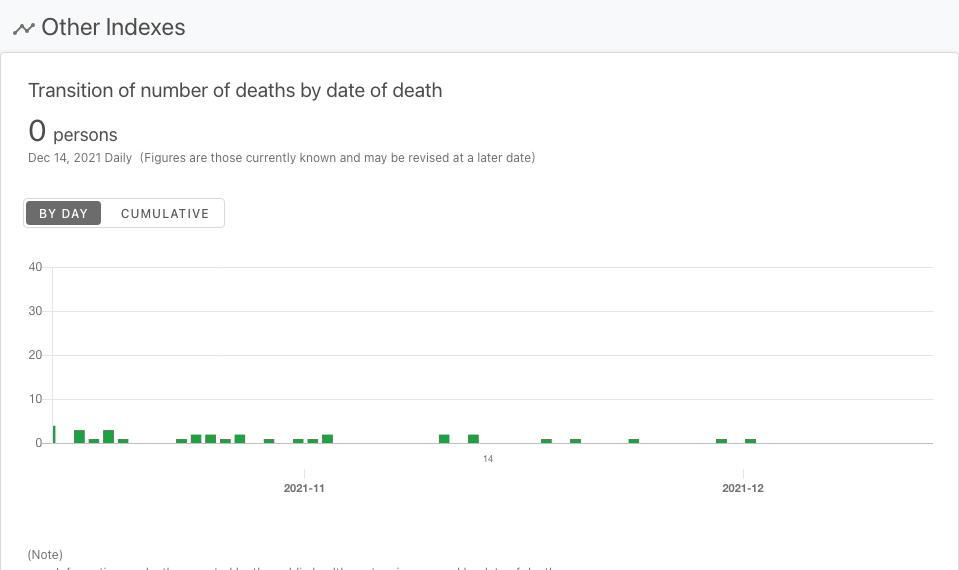 Other Indexes
Transition of number of deaths by date of death
0 persons
Dec 14, 2021 Daily (Figures are those currently known and may be revised at a later date)
BY DAY CUMULATIVE
40
30
20
10
0
14
2021-11 2021-12
(Note)